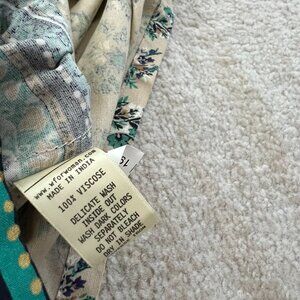 www.wforwoman.com
MADE IN INDIA
100% VISCOSE
DELICATE WASH
INSIDE OUT
WASH DARK COLORS
SEPARATELY
DO NOT BLEACH
DRY IN SHADE